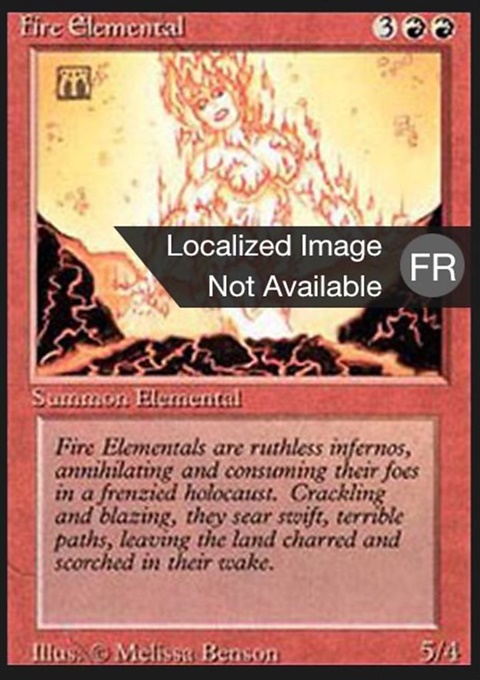 Fire Elemental 3
Localized Image
Not Available
FR
Summon Elemental
Fire Elementals are ruthless infernos,
annihilating and consuming their foes
in a frenzied holocaust. Crackling
and blazing, they sear swift, terrible
paths, leaving the land charred and
scorched in their wake.
Illus. © Melissa Benson 5/4